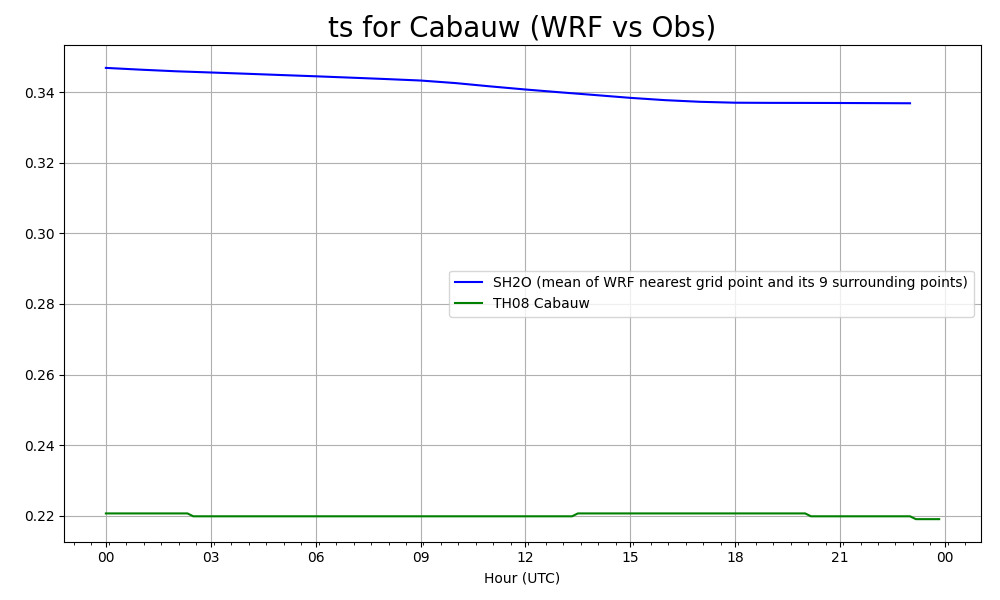 ts for Cabauw (WRF vs Obs)
0.34
0.32
0.30
0.28
0.26
0.24
0.22
SH2O (mean of WRF nearest grid point and its 9 surrounding points)
TH08 Cabauw
00 03 06 09 12 15 18 21 00
Hour (UTC)